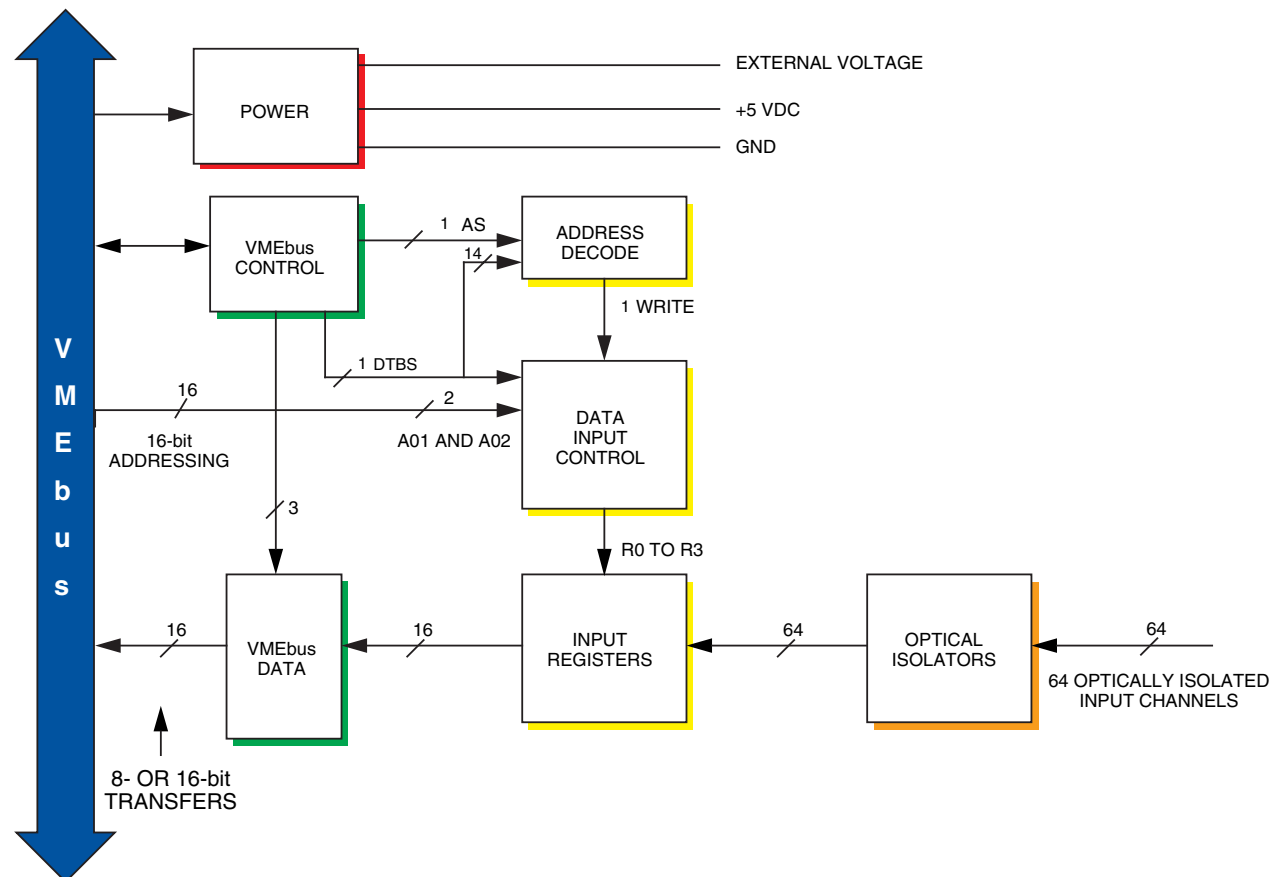 VMEbus
POWER
EXTERNAL VOLTAGE
+5 VDC
GND
VMEbus
CONTROL
1 AS
14
ADDRESS
DECODE
1 WRITE
1 DTBS
16
16-bit
ADDRESSING
2
A01 AND A02
DATA
INPUT
CONTROL
3
R0 TO R3
16
VMEbus
DATA
16
INPUT
REGISTERS
64
OPTICAL
ISOLATORS
64
64 OPTICALLY ISOLATED
INPUT CHANNELS
8- OR 16-bit
TRANSFERS